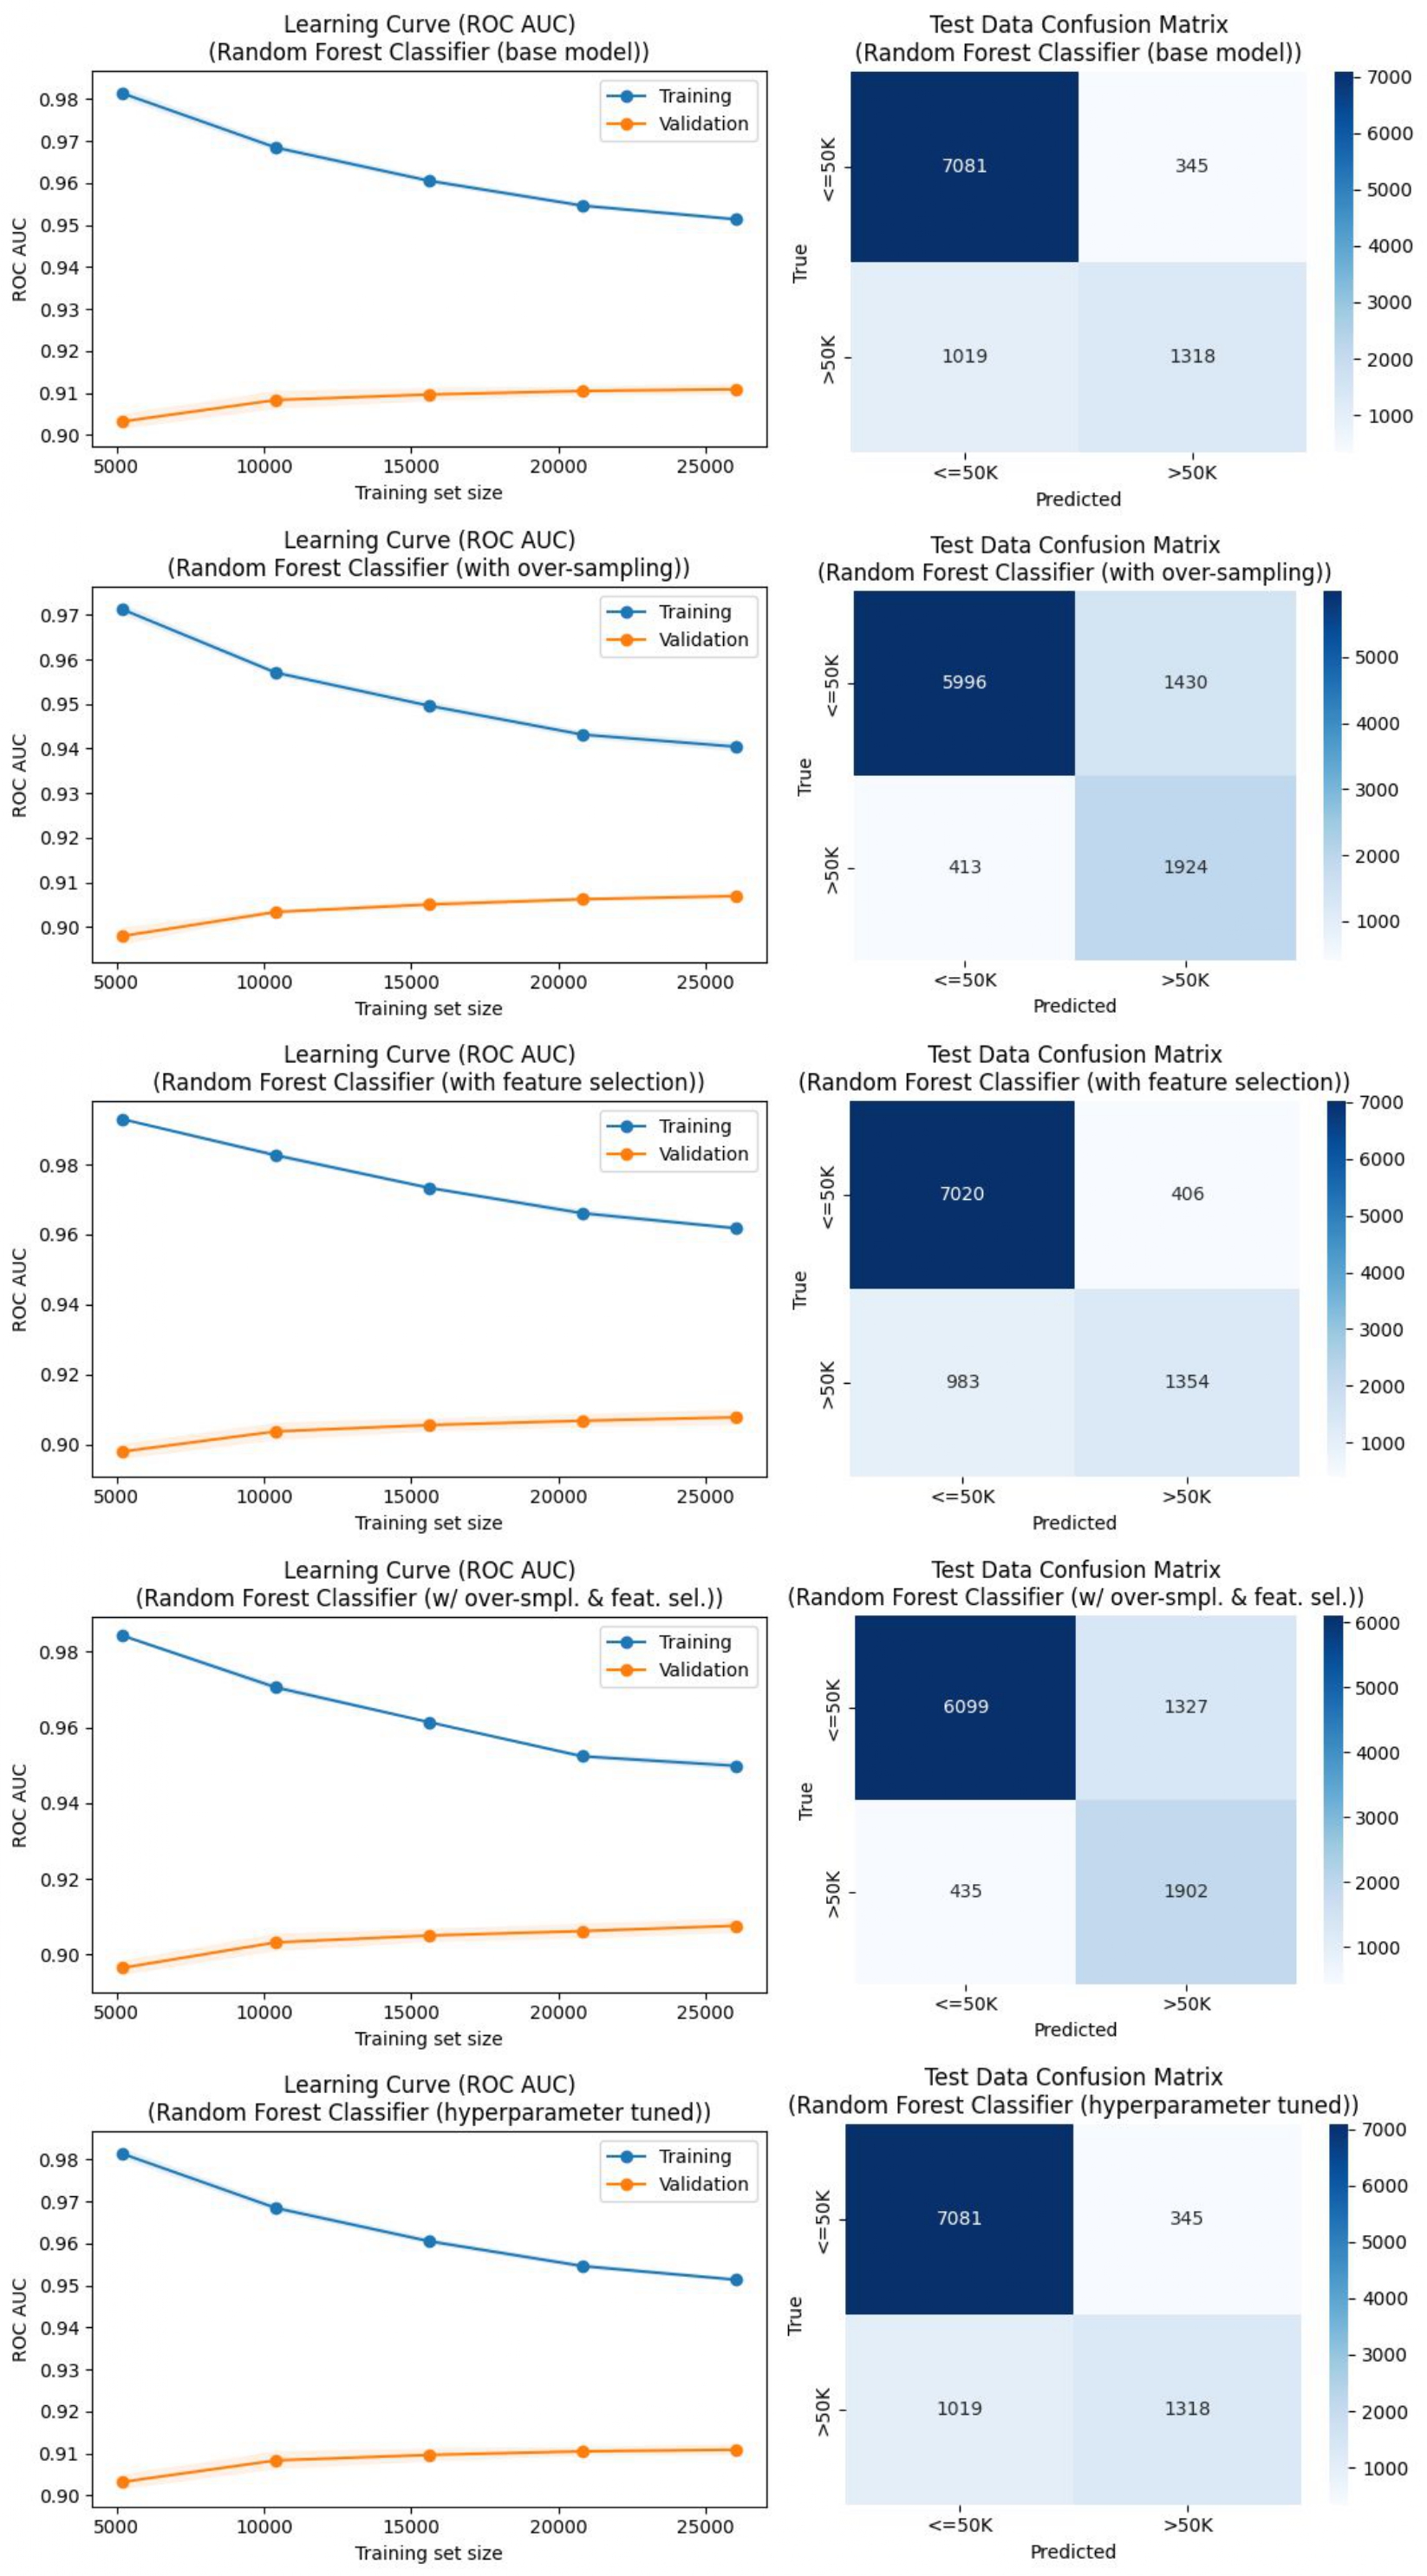 Learning Curve (ROC AUC)
(Random Forest Classifier (base model))
0.98
0.97
0.96
0.95
0.94
0.93
0.92
0.91
0.90
ROC AUC
Training
Validation
5000 10000 15000 20000 25000
Training set size
Test Data Confusion Matrix
(Random Forest Classifier (base model))
<=50K
>50K
True
7081 345
1019 1318
<=50K >50K
Predicted
7000
6000
5000
4000
3000
2000
1000
Learning Curve (ROC AUC)
(Random Forest Classifier (with over-sampling))
0.97
0.96
0.95
0.94
0.93
0.92
0.91
0.90
ROC AUC
Training
Validation
5000 10000 15000 20000 25000
Training set size
Test Data Confusion Matrix
(Random Forest Classifier (with over-sampling))
<=50K
>50K
True
5996 1430
413 1924
<=50K >50K
Predicted
5000
4000
3000
2000
1000
Learning Curve (ROC AUC)
(Random Forest Classifier (with feature selection))
0.98
0.96
0.94
0.92
0.90
ROC AUC
Training
Validation
5000 10000 15000 20000 25000
Training set size
Test Data Confusion Matrix
(Random Forest Classifier (with feature selection))
<=50K
>50K
True
7020 406
983 1354
<=50K >50K
Predicted
7000
6000
5000
4000
3000
2000
1000
Learning Curve (ROC AUC)
(Random Forest Classifier (w/ over-smpl. & feat. sel.))
0.98
0.96
0.94
0.92
0.90
ROC AUC
Training
Validation
5000 10000 15000 20000 25000
Training set size
Test Data Confusion Matrix
(Random Forest Classifier (w/ over-smpl. & feat. sel.))
<=50K
>50K
True
6099 1327
435 1902
<=50K >50K
Predicted
6000
5000
4000
3000
2000
1000
Learning Curve (ROC AUC)
(Random Forest Classifier (hyperparameter tuned))
0.98
0.97
0.96
0.95
0.94
0.93
0.92
0.91
0.90
ROC AUC
Training
Validation
5000 10000 15000 20000 25000
Training set size
Test Data Confusion Matrix
(Random Forest Classifier (hyperparameter tuned))
<=50K
>50K
True
7081 345
1019 1318
<=50K >50K
Predicted
7000
6000
5000
4000
3000
2000
1000